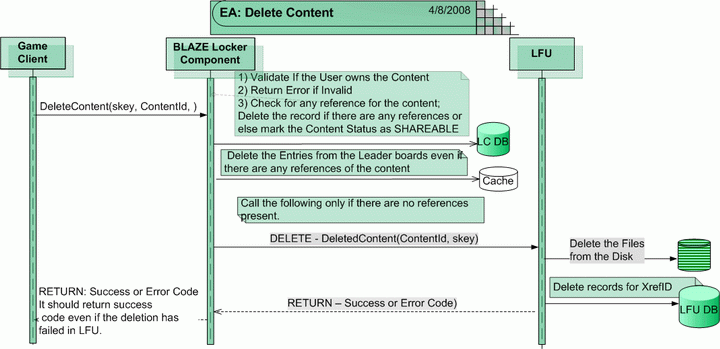 EA: Delete Content
4/8/2008
Game
Client
BLAZE Locker
Component
LFU
1) Validate If the User owns the Content
2) Return Error if Invalid
3) Check for any reference for the content;
Delete the record if there are any references or
else mark the Content Status as SHAREABLE
DeleteContent(skey, ContentId, )
LC DB
Delete the Entries from the Leader boards even if
there are any references of the content
Cache
Call the following only if there are no references
present.
DELETE - DeletedContent(ContentId, skey)
Delete the Files
from the Disk
Delete records for XrefID
LFU DB
RETURN: Success or Error Code
It should return success
code even if the deletion has
failed in LFU.
RETURN – Success or Error Code)